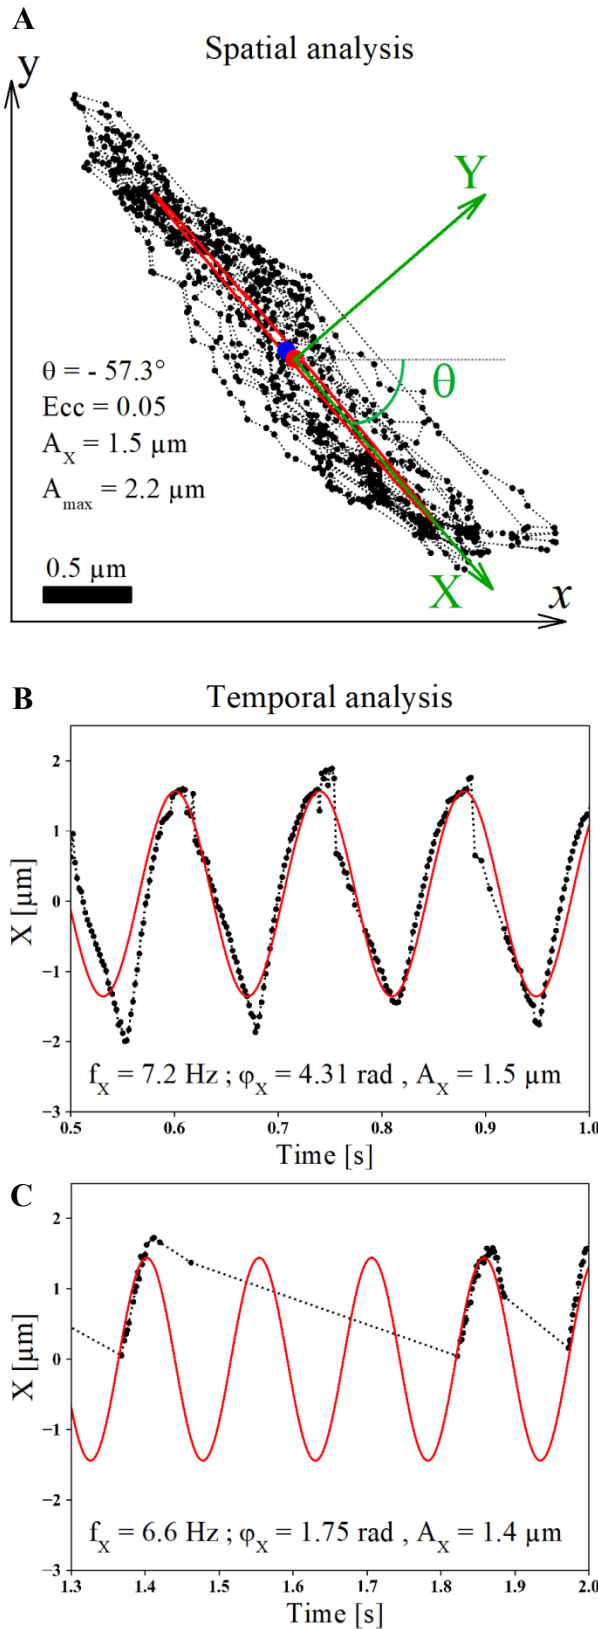 A
Spatial analysis
y
Y
θ
θ = - 57.3°
Ecc = 0.05
A_X = 1.5 µm
A_max = 2.2 µm
0.5 µm
X
x
B
Temporal analysis
X [µm]
2
1
0
−1
−2
−3
f_X = 7.2 Hz ; φ_X = 4.31 rad , A_X = 1.5 µm
0.5 0.6 0.7 0.8 0.9 1.0
Time [s]
C
X [µm]
2
1
0
−1
−2
−3
f_X = 6.6 Hz ; φ_X = 1.75 rad , A_X = 1.4 µm
1.3 1.4 1.5 1.6 1.7 1.8 1.9 2.0
Time [s]